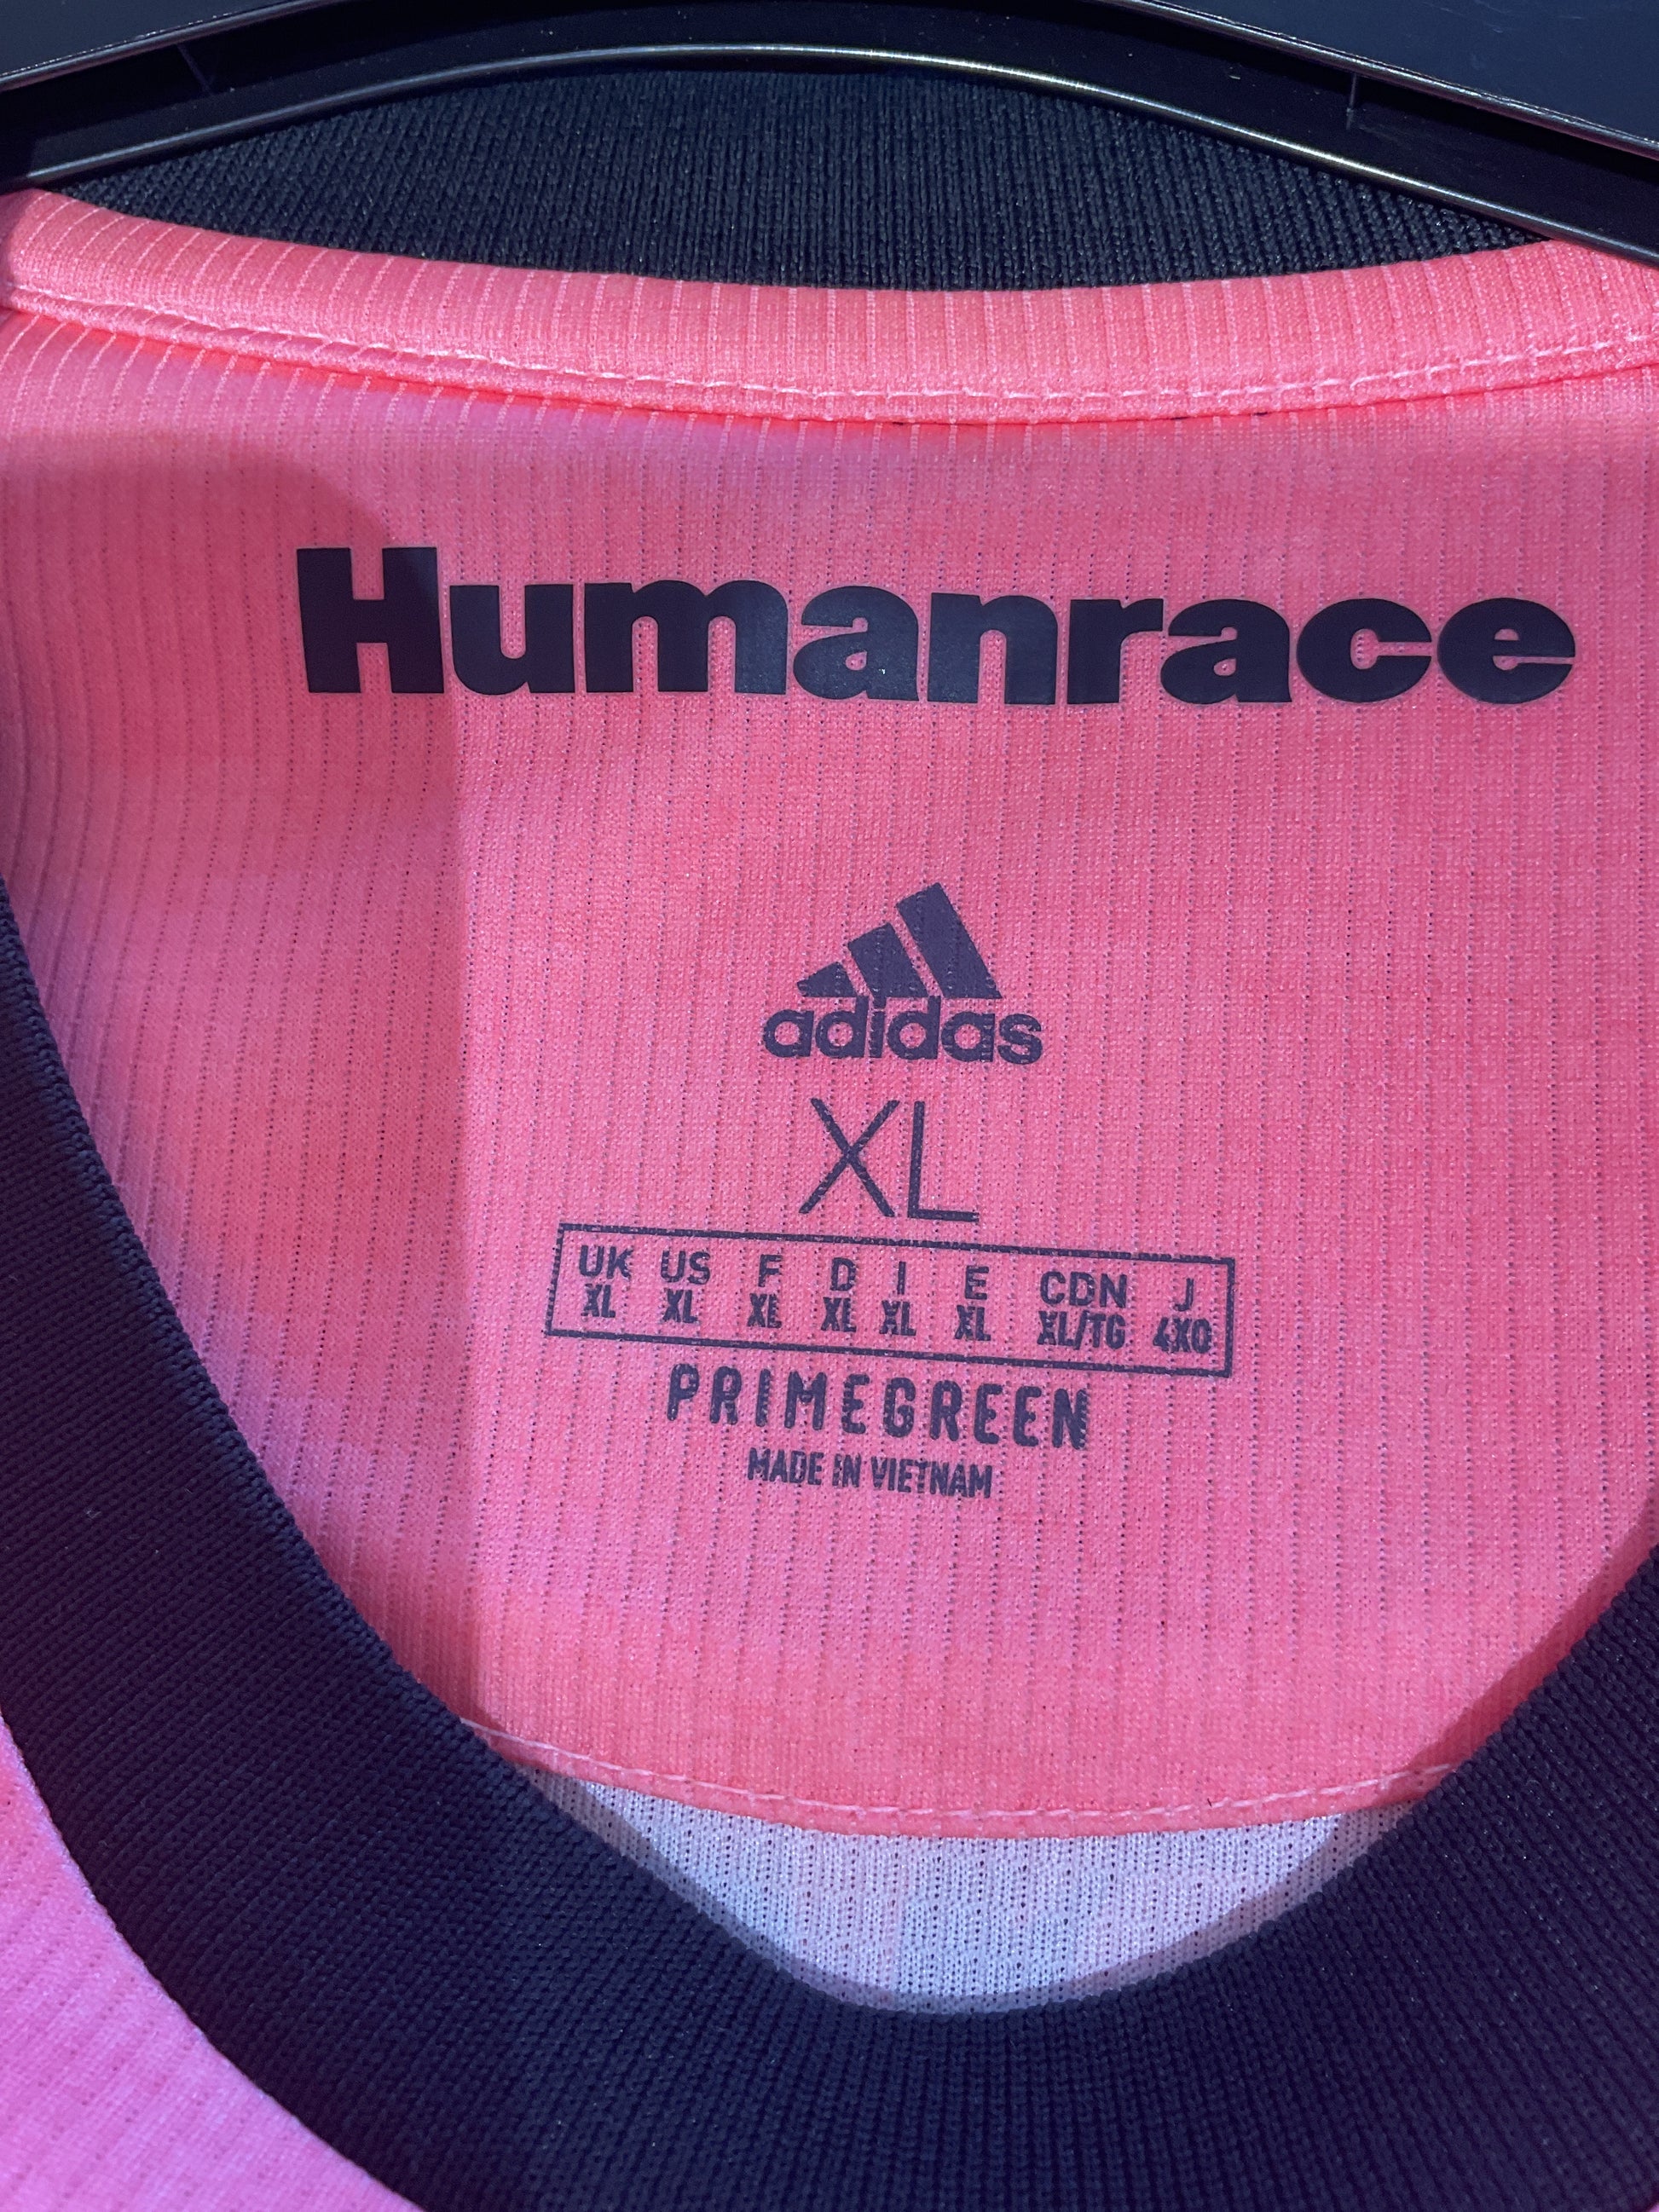 Humanrace
adidas
XL
UK US F D I E CDN J
XL XL XL XL XL XL XL/TG 4XO
PRIMEGREEN
MADE IN VIETNAM